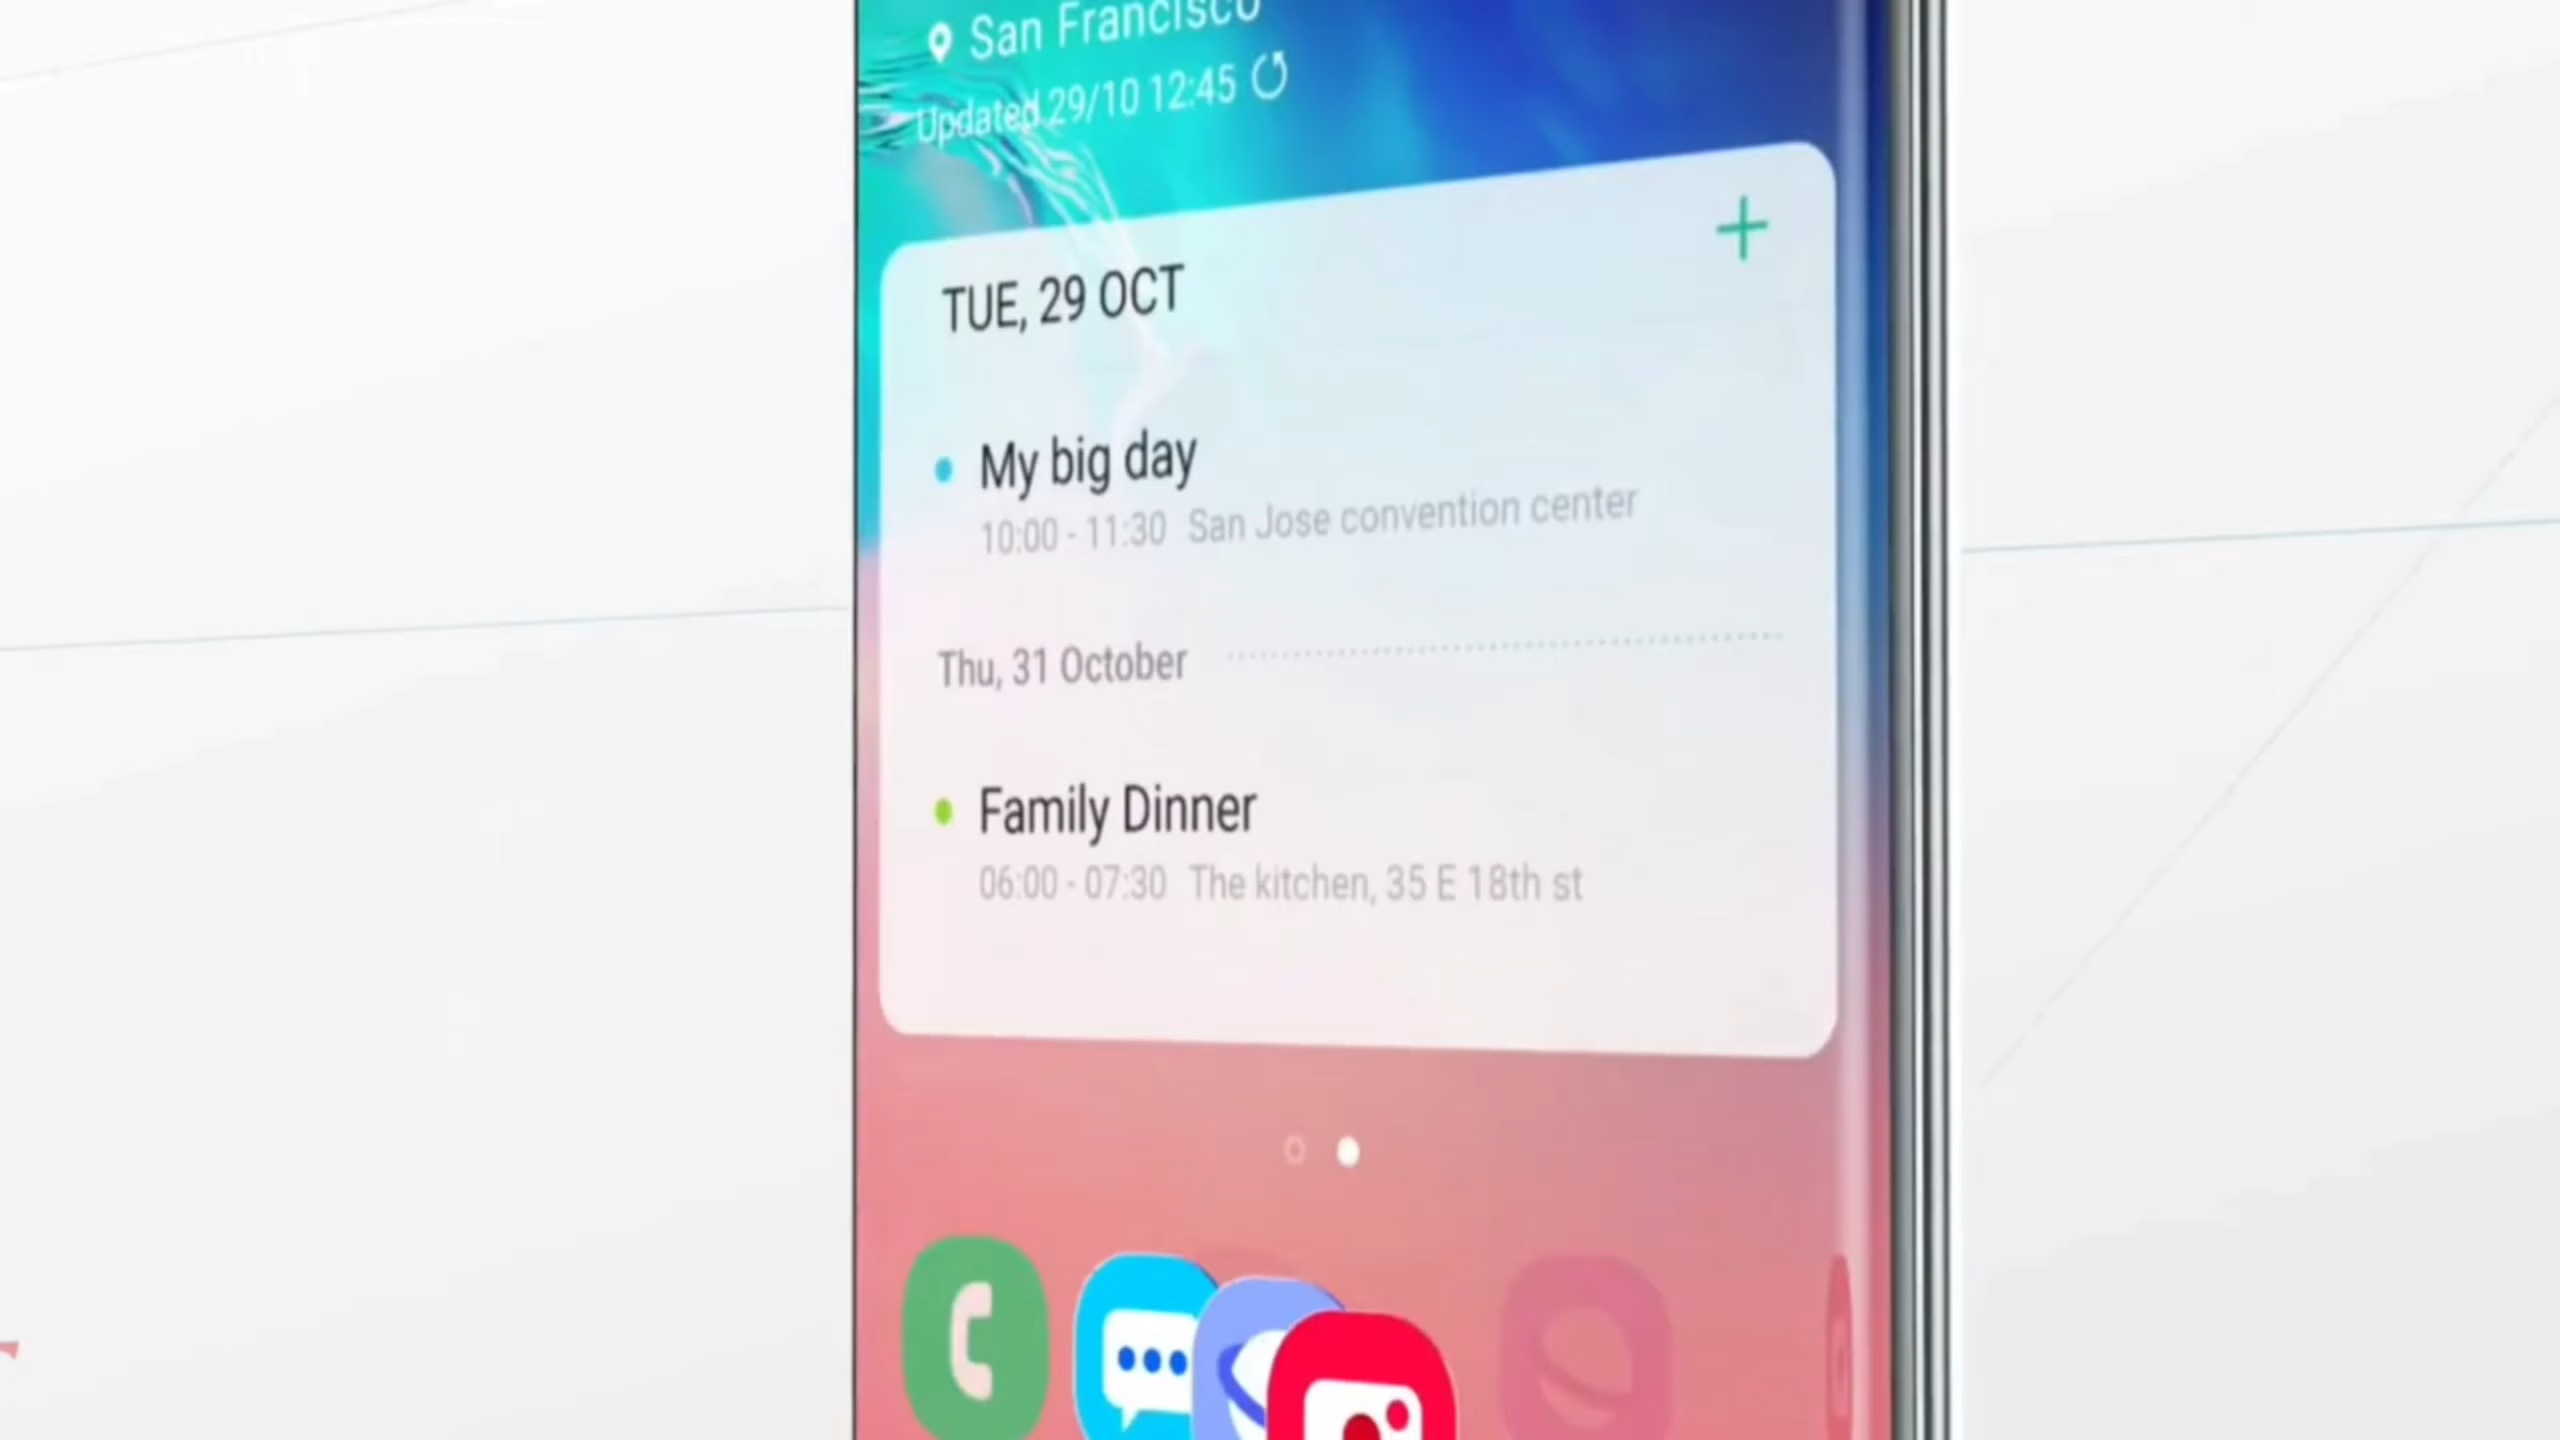 San Francisco
Updated 29/10 12:45
TUE, 29 OCT
My big day
10:00 - 11:30 San Jose convention center
Thu, 31 October
Family Dinner
06:00 - 07:30 The kitchen, 35 E 18th st